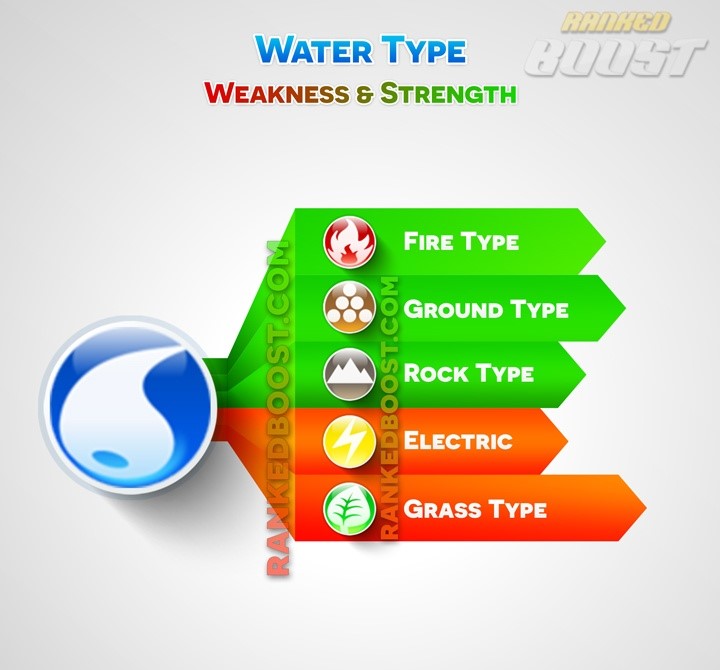 RANKED
BOOST
WATER TYPE
WEAKNESS & STRENGTH
FIRE TYPE
GROUND TYPE
ROCK TYPE
ELECTRIC
GRASS TYPE
RANKEDBOOST.COM
RANKEDBOOST.COM